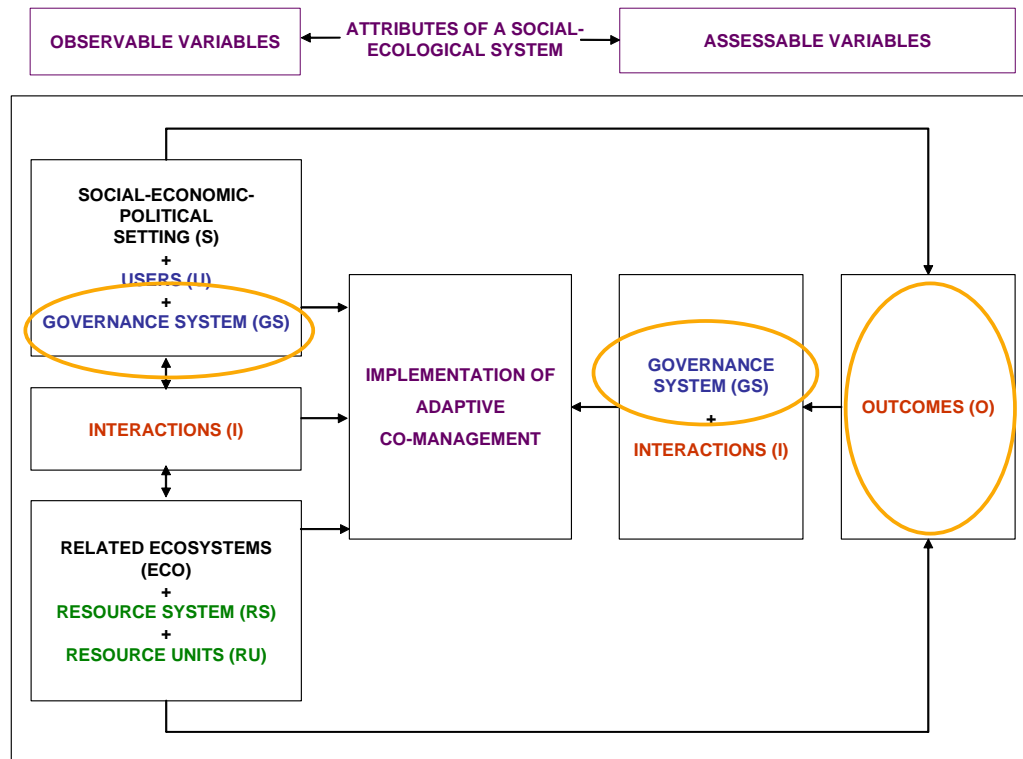 OBSERVABLE VARIABLES
ATTRIBUTES OF A SOCIAL-
ECOLOGICAL SYSTEM
ASSESSABLE VARIABLES
SOCIAL-ECONOMIC-
POLITICAL
SETTING (S)
+
USERS (U)
+
GOVERNANCE SYSTEM (GS)
INTERACTIONS (I)
RELATED ECOSYSTEMS
(ECO)
+
RESOURCE SYSTEM (RS)
+
RESOURCE UNITS (RU)
IMPLEMENTATION OF
ADAPTIVE
CO-MANAGEMENT
GOVERNANCE
SYSTEM (GS)
+
INTERACTIONS (I)
OUTCOMES (O)